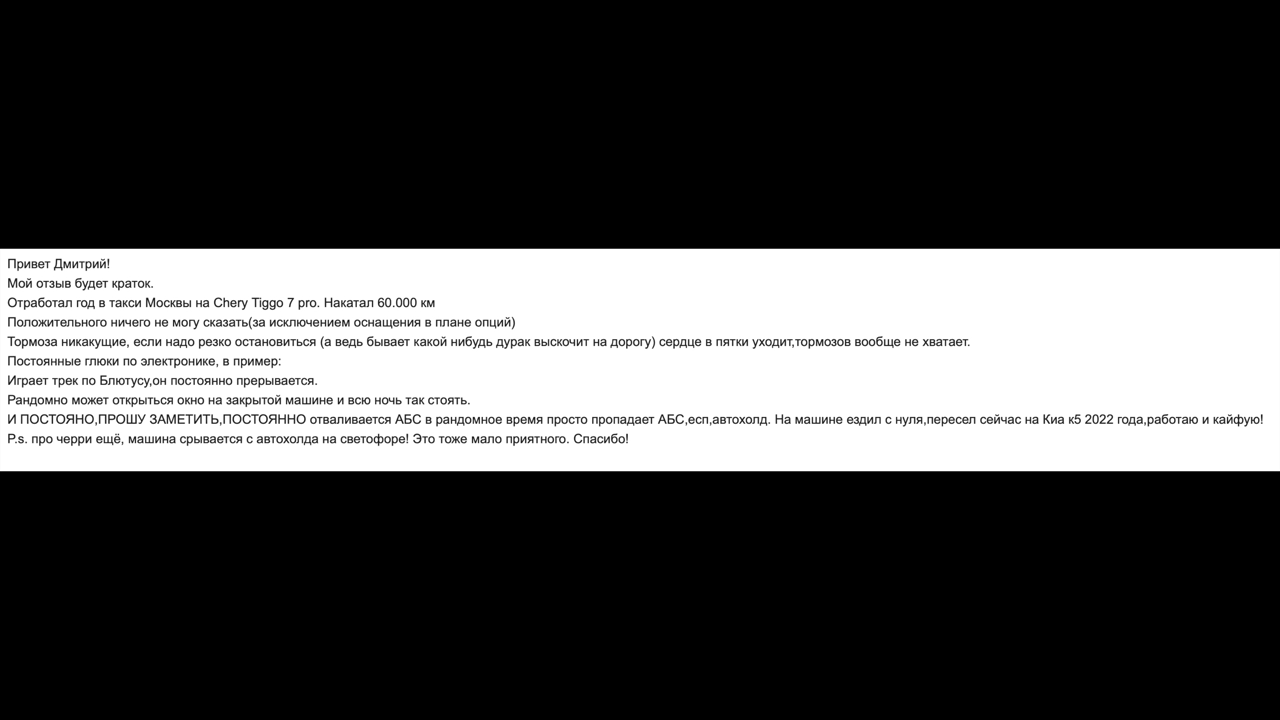 Привет Дмитрий!
Мой отзыв будет краток.
Отработал год в такси Москвы на Chery Tiggo 7 pro. Накатал 60.000 км
Положительного ничего не могу сказать(за исключением оснащения в плане опций)
Тормоза никакущие, если надо резко остановиться (а ведь бывает какой нибудь дурак выскочит на дорогу) сердце в пятки уходит,тормозов вообще не хватает.
Постоянные глюки по электронике, в пример:
Играет трек по Блютусу,он постоянно прерывается.
Рандомно может открыться окно на закрытой машине и всю ночь так стоять.
И ПОСТОЯНО,ПРОШУ ЗАМЕТИТЬ,ПОСТОЯННО отваливается АБС в рандомное время просто пропадает АБС,есп,автохолд. На машине ездил с нуля,пересел сейчас на Киа к5 2022 года,работаю и кайфую!
P.s. про черри ещё, машина срывается с автохолда на светофоре! Это тоже мало приятного. Спасибо!